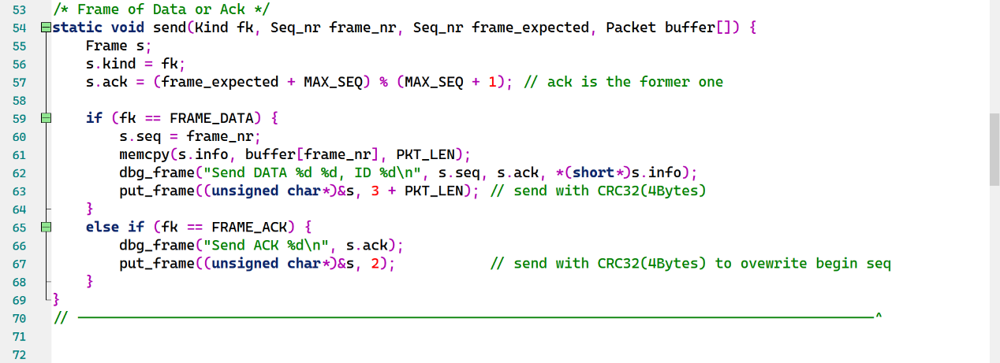 53 /* Frame of Data or Ack */
54 static void send(Kind fk, Seq_nr frame_nr, Seq_nr frame_expected, Packet buffer[]) {
55     Frame s;
56     s.kind = fk;
57     s.ack = (frame_expected + MAX_SEQ) % (MAX_SEQ + 1); // ack is the former one
58
59     if (fk == FRAME_DATA) {
60         s.seq = frame_nr;
61         memcpy(s.info, buffer[frame_nr], PKT_LEN);
62         dbg_frame("Send DATA %d %d, ID %d\n", s.seq, s.ack, *(short*)s.info);
63         put_frame((unsigned char*)&s, 3 + PKT_LEN); // send with CRC32(4Bytes)
64     }
65     else if (fk == FRAME_ACK) {
66         dbg_frame("Send ACK %d\n", s.ack);
67         put_frame((unsigned char*)&s, 2);            // send with CRC32(4Bytes) to ovewrite begin seq
68     }
69 }
70 // ————————————————————————————————————————^
71
72